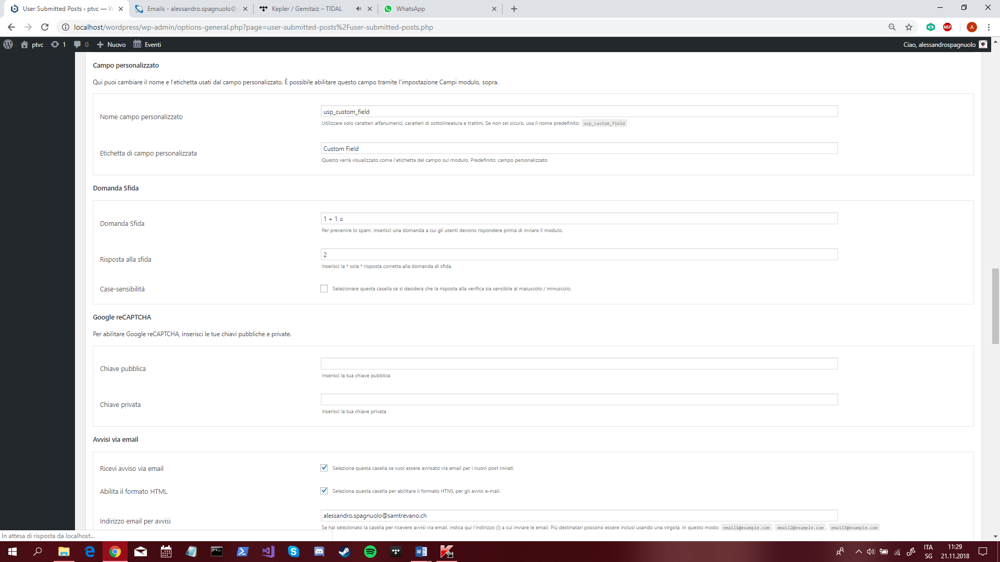 User Submitted Posts ‹ ptvc — W
Emails - alessandro.spagnuolo@s
Kepler / Gemitaiz – TIDAL
WhatsApp
localhost/wordpress/wp-admin/options-general.php?page=user-submitted-posts%2Fuser-submitted-posts.php
ABP
A
ptvc
1
0
Nuovo
Eventi
Ciao, alessandrospagnuolo
Campo personalizzato
Qui puoi cambiare il nome e l'etichetta usati dal campo personalizzato. È possibile abilitare questo campo tramite l'impostazione Campi modulo, sopra.
Nome campo personalizzato
usp_custom_field
Utilizzare solo caratteri alfanumerici, caratteri di sottolineatura e trattini. Se non sei sicuro, usa il nome predefinito: usp_custom_field
Etichetta di campo personalizzata
Custom Field
Questo verrà visualizzato come l'etichetta del campo sul modulo. Predefinito: campo personalizzato
Domanda Sfida
Domanda Sfida
1 + 1 =
Per prevenire lo spam, inserisci una domanda a cui gli utenti devono rispondere prima di inviare il modulo.
Risposta alla sfida
2
Inserisci la * sola * risposta corretta alla domanda di sfida.
Case-sensibilità
Selezionare questa casella se si desidera che la risposta alla verifica sia sensibile al maiuscolo / minuscolo.
Google reCAPTCHA
Per abilitare Google reCAPTCHA, inserisci le tue chiavi pubbliche e private.
Chiave pubblica
Inserisci la tua chiave pubblica
Chiave privata
Inserisci la tua chiave privata
Avvisi via email
Ricevi avviso via email
Seleziona questa casella se vuoi essere avvisato via email per i nuovi post inviati.
Abilita il formato HTML
Seleziona questa casella per abilitare il formato HTML per gli avvisi e-mail.
Indirizzo email per avvisi
alessandro.spagnuolo@samtrevano.ch
Se hai selezionato la casella per ricevere avvisi via email, indica qui l'indirizzo (i) a cui inviare le email. Più destinatari possono essere inclusi usando una virgola, in questo modo: email1@example.com, email2@example.com, email3@example.com
In attesa di risposta da localhost...
ITA
SG
11:29
21.11.2018